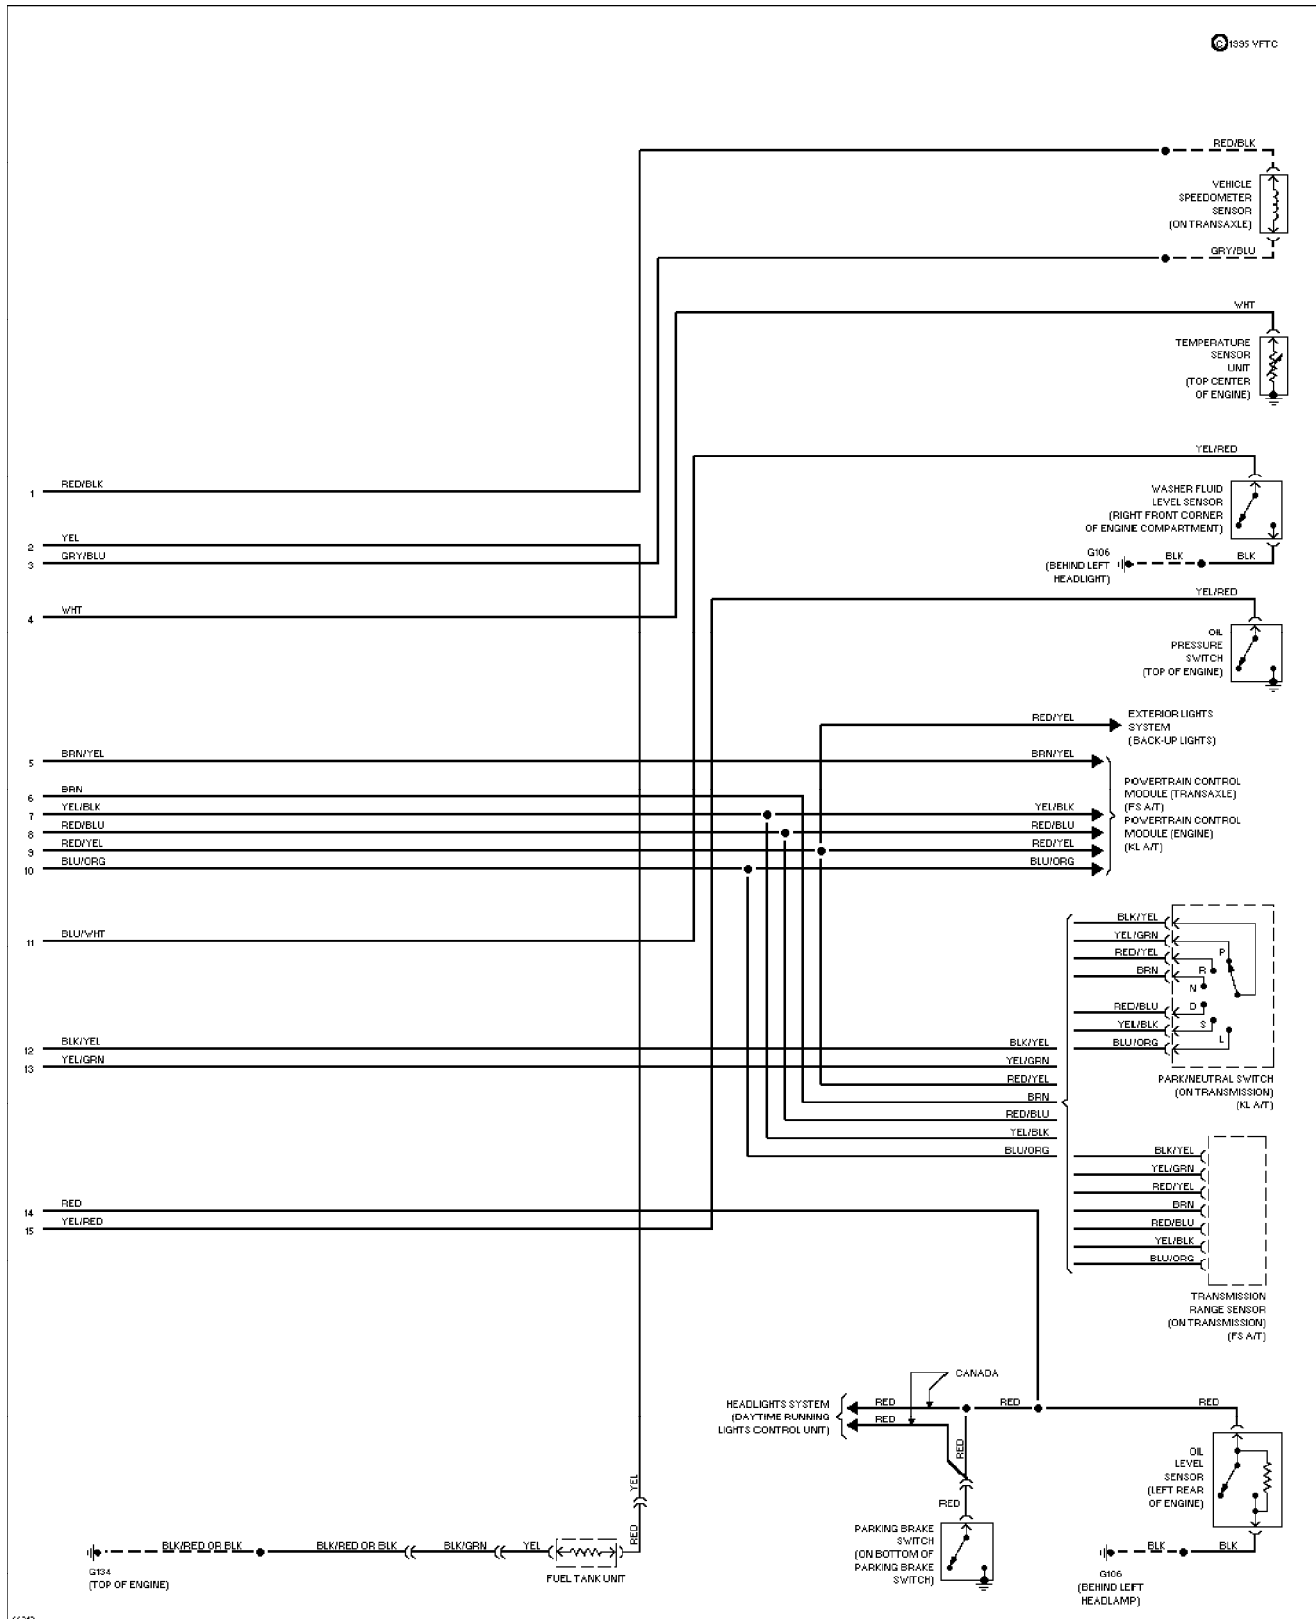 © 1995 VFTC
RED/BLK
VEHICLE
SPEEDOMETER
SENSOR
(ON TRANSAXLE)
GRY/BLU
WHT
TEMPERATURE
SENSOR
UNIT
(TOP CENTER
OF ENGINE)
YEL/RED
1 RED/BLK
WASHER FLUID
LEVEL SENSOR
(RIGHT FRONT CORNER
OF ENGINE COMPARTMENT)
2 YEL
3 GRY/BLU
G106
(BEHIND LEFT
HEADLIGHT)
BLK BLK
4 WHT
YEL/RED
OIL
PRESSURE
SWITCH
(TOP OF ENGINE)
RED/YEL
EXTERIOR LIGHTS
SYSTEM
(BACK-UP LIGHTS)
5 BRN/YEL BRN/YEL
6 BRN
7 YEL/BLK YEL/BLK
8 RED/BLU RED/BLU
9 RED/YEL RED/YEL
10 BLU/ORG BLU/ORG
POWERTRAIN CONTROL
MODULE (TRANSAXLE)
(FS A/T)
POWERTRAIN CONTROL
MODULE (ENGINE)
(KL A/T)
11 BLU/WHT
BLK/YEL
YEL/GRN
RED/YEL
BRN
RED/BLU
YEL/BLK
BLU/ORG
P
R
N
D
S
L
PARK/NEUTRAL SWITCH
(ON TRANSMISSION)
(KL A/T)
12 BLK/YEL BLK/YEL
13 YEL/GRN YEL/GRN
RED/YEL
BRN
RED/BLU
YEL/BLK
BLU/ORG
BLK/YEL
YEL/GRN
RED/YEL
BRN
RED/BLU
YEL/BLK
BLU/ORG
14 RED
15 YEL/RED
TRANSMISSION
RANGE SENSOR
(ON TRANSMISSION)
(FS A/T)
CANADA
HEADLIGHTS SYSTEM
(DAYTIME RUNNING
LIGHTS CONTROL UNIT)
RED RED RED
RED
RED
RED
OIL
LEVEL
SENSOR
(LEFT REAR
OF ENGINE)
YEL
RED
PARKING BRAKE
SWITCH
(ON BOTTOM OF
PARKING BRAKE
SWITCH)
BLK/RED OR BLK BLK/RED OR BLK BLK/GRN YEL
BLK BLK
G134
(TOP OF ENGINE)
FUEL TANK UNIT
G106
(BEHIND LEFT
HEADLAMP)